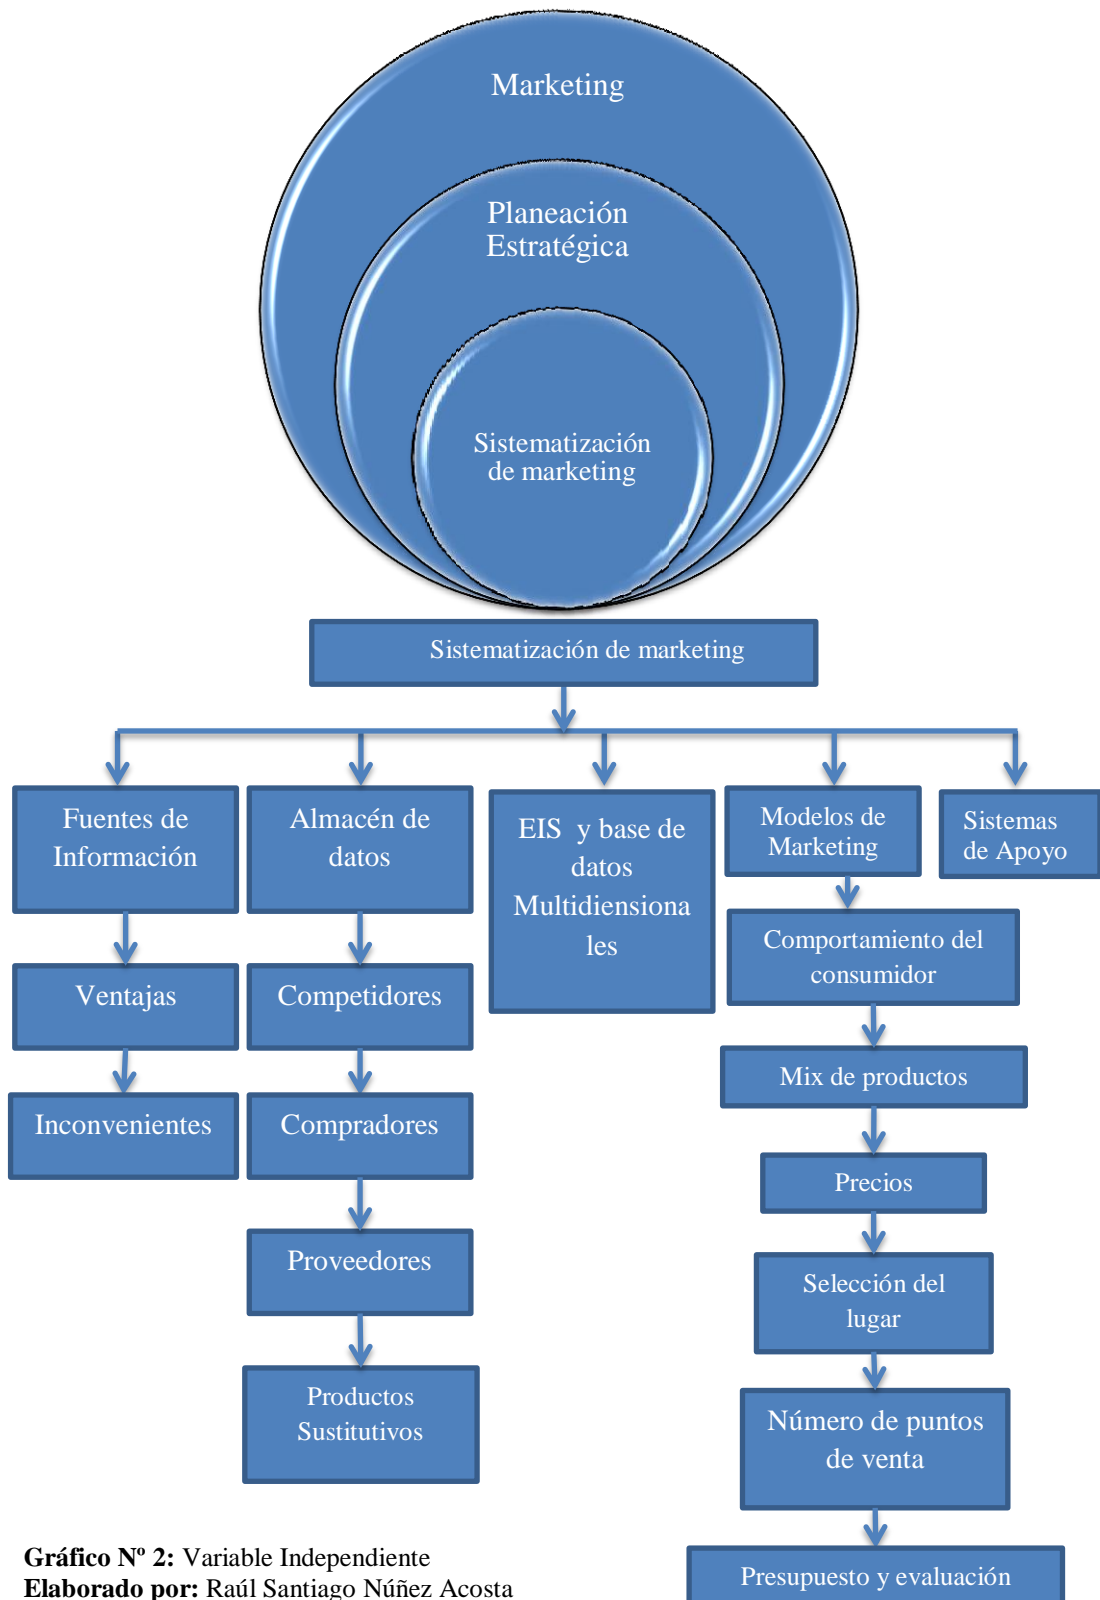 Marketing
Planeación
Estratégica
Sistematización
de marketing
Sistematización de marketing
Fuentes de
Información
Ventajas
Inconvenientes
Almacén de
datos
Competidores
Compradores
Proveedores
Productos
Sustitutivos
EIS y base de
datos
Multidiensiona
les
Modelos de
Marketing
Comportamiento del
consumidor
Mix de productos
Precios
Selección del
lugar
Número de puntos
de venta
Presupuesto y evaluación
Sistemas
de Apoyo
Gráfico Nº 2: Variable Independiente
Elaborado por: Raúl Santiago Núñez Acosta